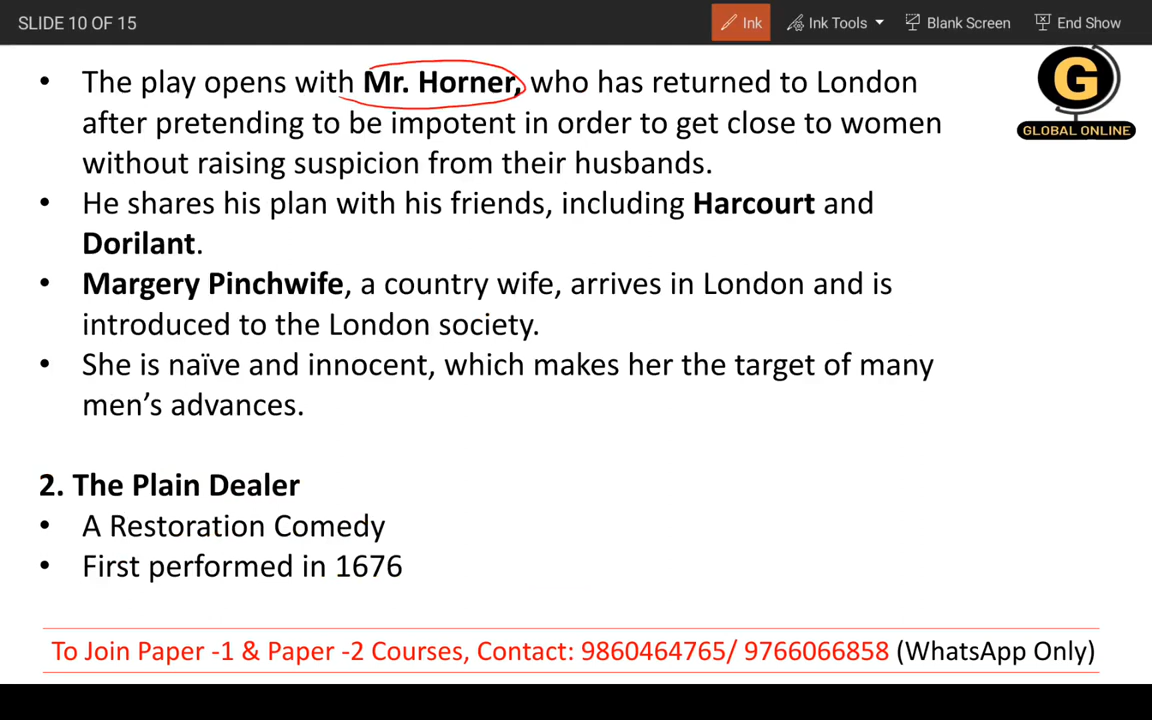 SLIDE 10 OF 15
Ink
Ink Tools
Blank Screen
End Show
• The play opens with Mr. Horner, who has returned to London
after pretending to be impotent in order to get close to women
without raising suspicion from their husbands.
• He shares his plan with his friends, including Harcourt and
Dorilant.
• Margery Pinchwife, a country wife, arrives in London and is
introduced to the London society.
• She is naïve and innocent, which makes her the target of many
men's advances.
2. The Plain Dealer
• A Restoration Comedy
• First performed in 1676
G
GLOBAL ONLINE
To Join Paper -1 & Paper -2 Courses, Contact: 9860464765/ 9766066858 (WhatsApp Only)